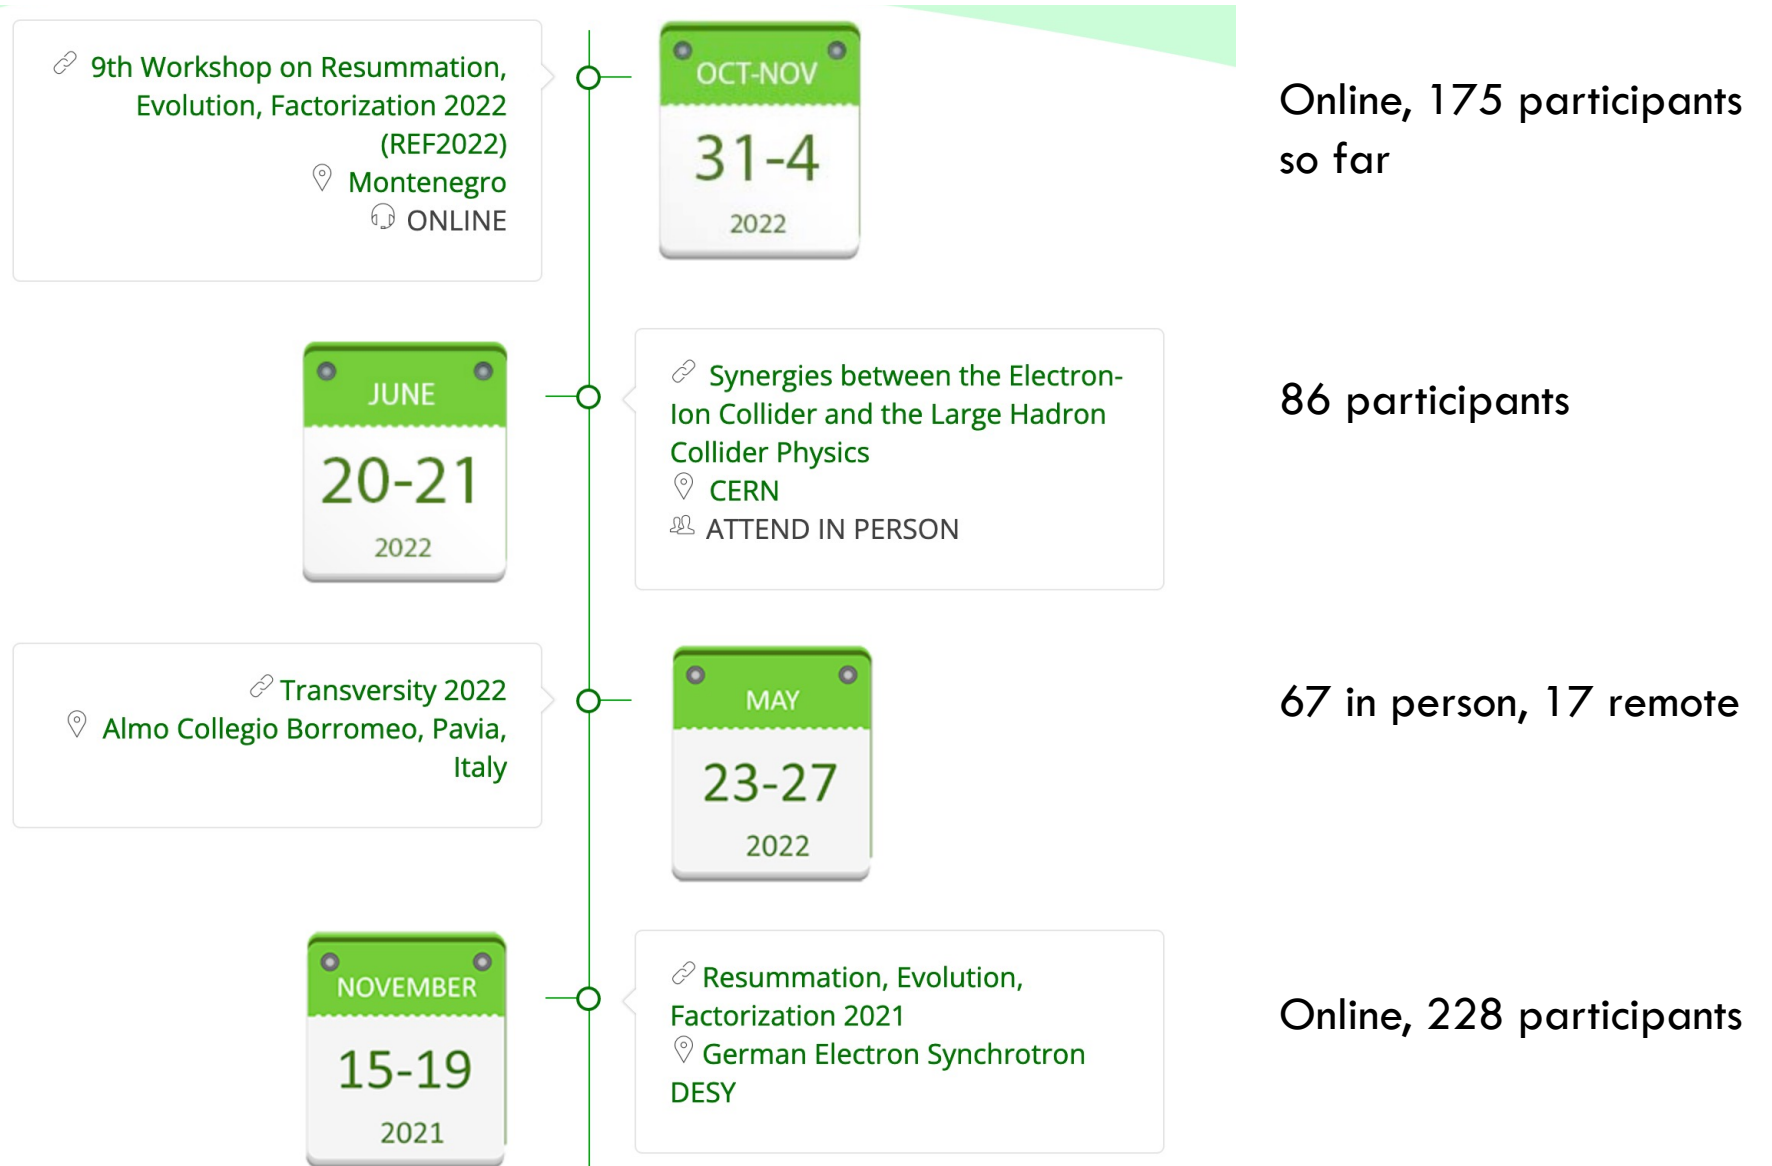 9th Workshop on Resummation,
Evolution, Factorization 2022
(REF2022)
Montenegro
ONLINE
OCT-NOV
31-4
2022
Online, 175 participants
so far
JUNE
20-21
2022
Synergies between the Electron-
Ion Collider and the Large Hadron
Collider Physics
CERN
ATTEND IN PERSON
86 participants
Transversity 2022
Almo Collegio Borromeo, Pavia,
Italy
MAY
23-27
2022
67 in person, 17 remote
NOVEMBER
15-19
2021
Resummation, Evolution,
Factorization 2021
German Electron Synchrotron
DESY
Online, 228 participants